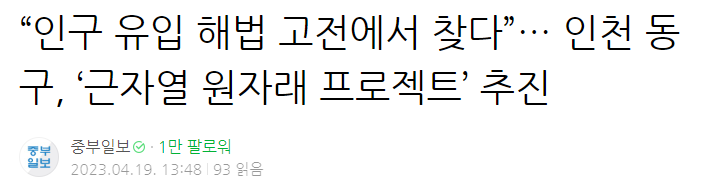 “인구 유입 해법 고전에서 찾다”… 인천 동
구, ‘근자열 원자래 프로젝트’ 추진
중부
일보
중부일보 · 1만 팔로워
2023.04.19. 13:48 | 93 읽음